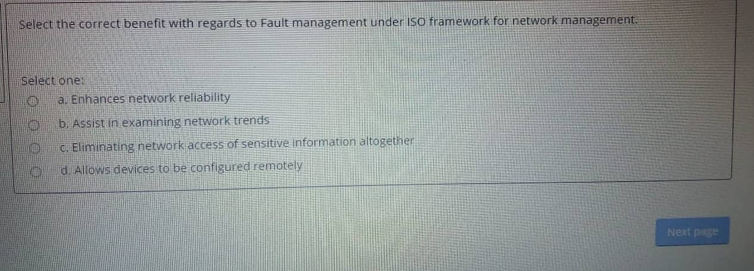 Select the correct benefit with regards to Fault management under ISO framework for network management.
Select one:
a. Enhances network reliability
b. Assist in examining network trends
c. Eliminating network access of sensitive information altogether
d. Allows devices to be configured remotely
Next page